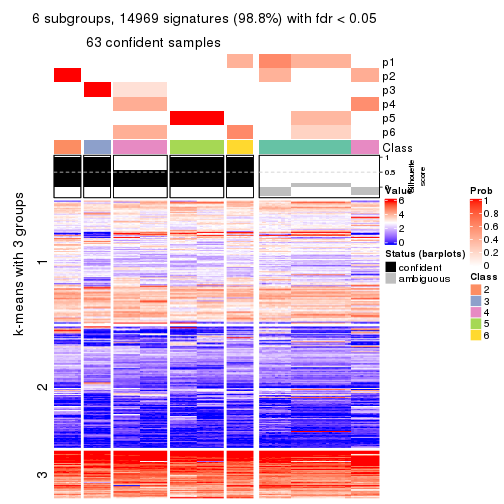 6 subgroups, 14969 signatures (98.8%) with fdr < 0.05
63 confident samples
p1
p2
p3
p4
p5
p6
Class
1
0.5
0
Silhouette
score
k-means with 3 groups
1
2
3
Value
6
4
2
0
Status (barplots)
confident
ambiguous
Prob
1
0.8
0.6
0.4
0.2
0
Class
2
3
4
5
6